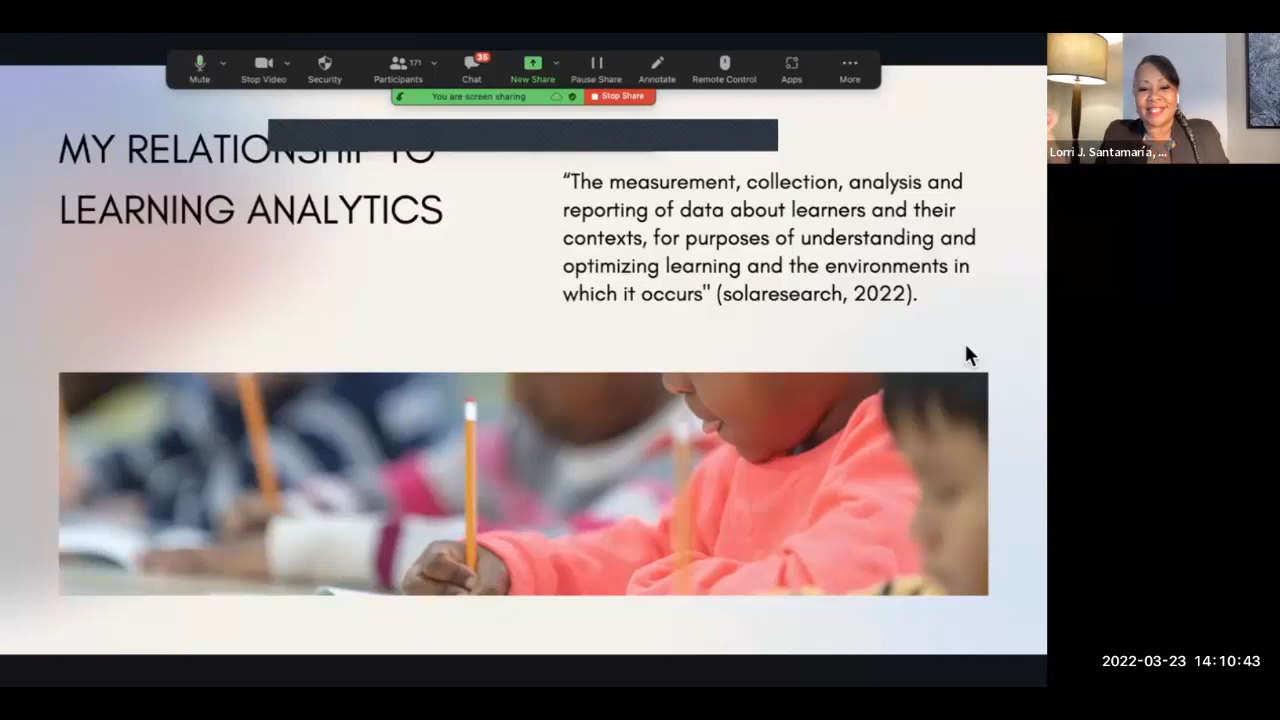 Mute
Stop Video
Security
Participants
171
Chat
36
New Share
Pause Share
Annotate
Remote Control
Apps
More
You are screen sharing
Stop Share
Lorri J. Santamaría, ...
MY RELATIONSHIP TO
LEARNING ANALYTICS
“The measurement, collection, analysis and
reporting of data about learners and their
contexts, for purposes of understanding and
optimizing learning and the environments in
which it occurs" (solaresearch, 2022).
2022-03-23 14:10:43